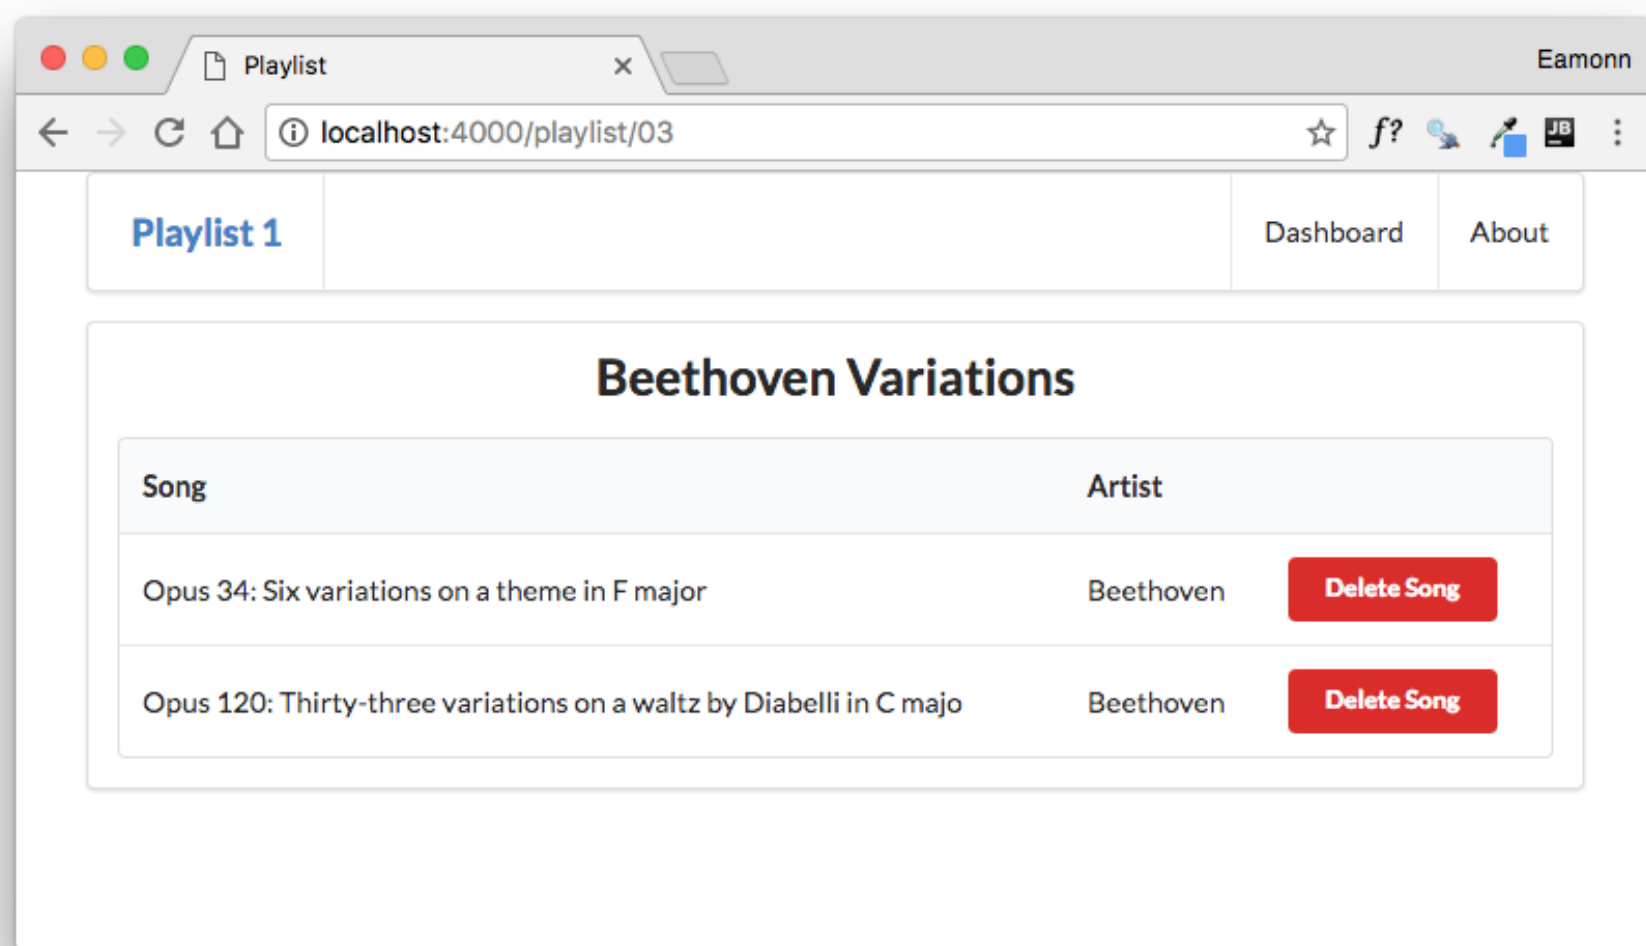 Playlist
Eamonn
localhost:4000/playlist/03
f?
JB
Playlist 1
Dashboard
About
Beethoven Variations
Song Artist
Opus 34: Six variations on a theme in F major Beethoven Delete Song
Opus 120: Thirty-three variations on a waltz by Diabelli in C majo Beethoven Delete Song